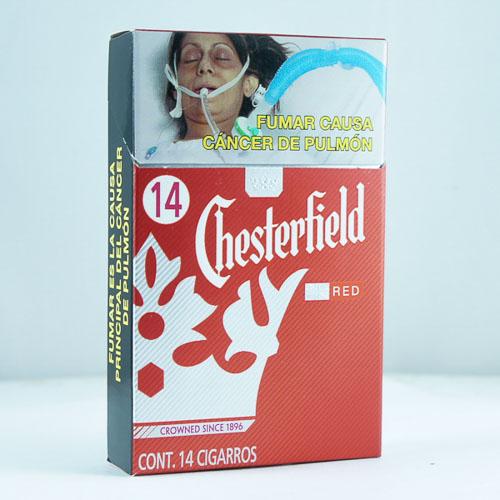 FUMAR CAUSA
CÁNCER DE PULMÓN
14
Chesterfield
RED
CROWNED SINCE 1896
CONT. 14 CIGARROS
FUMAR ES LA CAUSA
PRINCIPAL DEL CÁNCER
DE PULMÓN